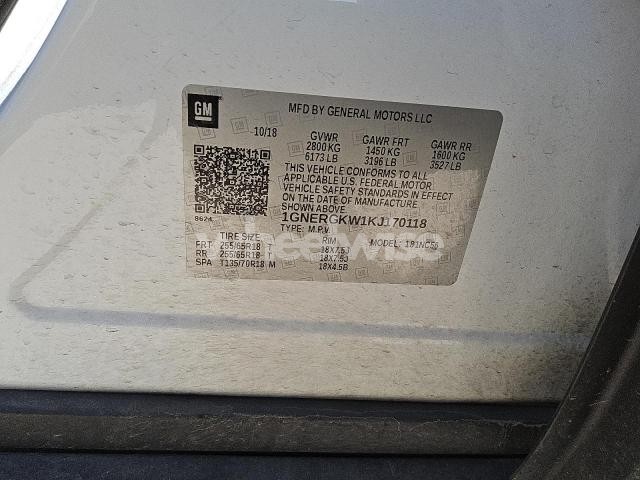 GM
MFD BY GENERAL MOTORS LLC
10/18
GVWR GAWR FRT GAWR RR
2800 KG 1450 KG 1600 KG
6173 LB 3196 LB 3527 LB
THIS VEHICLE CONFORMS TO ALL
APPLICABLE U.S. FEDERAL MOTOR
VEHICLE SAFETY STANDARDS IN EFFECT
ON THE DATE OF MANUFACTURE
SHOWN ABOVE.
8624
1GNERGKW1KJ170118
TYPE: M.P.V. MODEL: 1B1NC56
TIRE SIZE RIM
FRT 255/65R18 T 18X7.5J
RR 255/65R18 T 18X7.5J
SPA T135/70R18 M 18X4.5B
wheelwise